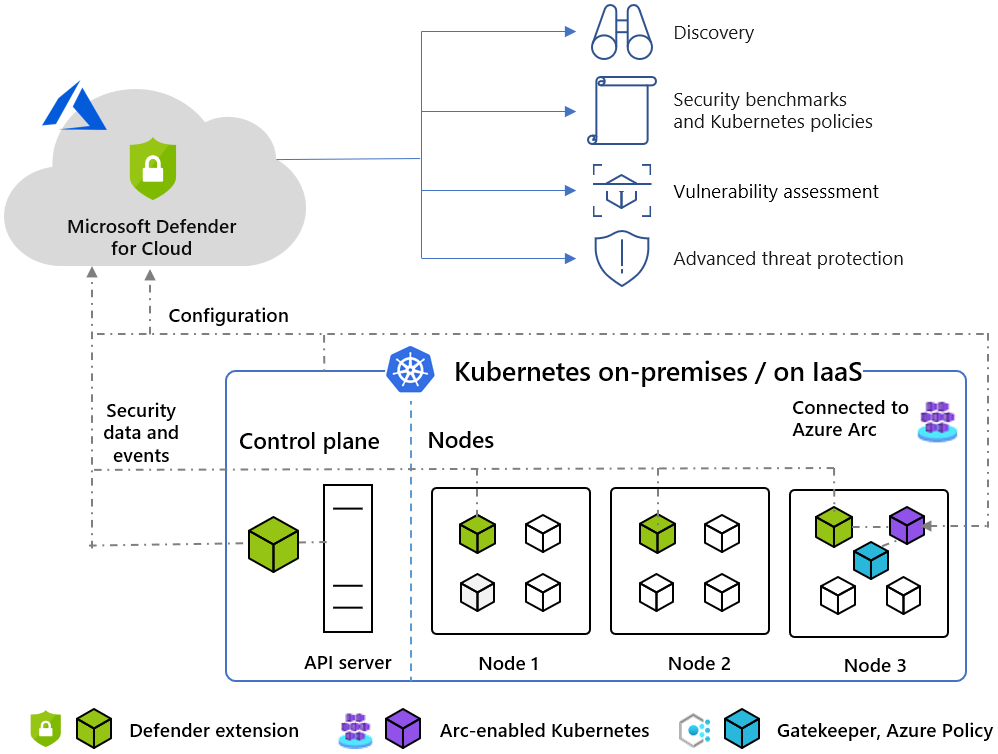 Discovery
Security benchmarks
and Kubernetes policies
Vulnerability assessment
Advanced threat protection
Microsoft Defender
for Cloud
Configuration
Security
data and
events
Kubernetes on-premises / on IaaS
Connected to
Azure Arc
Control plane
Nodes
API server
Node 1
Node 2
Node 3
Defender extension
Arc-enabled Kubernetes
Gatekeeper, Azure Policy